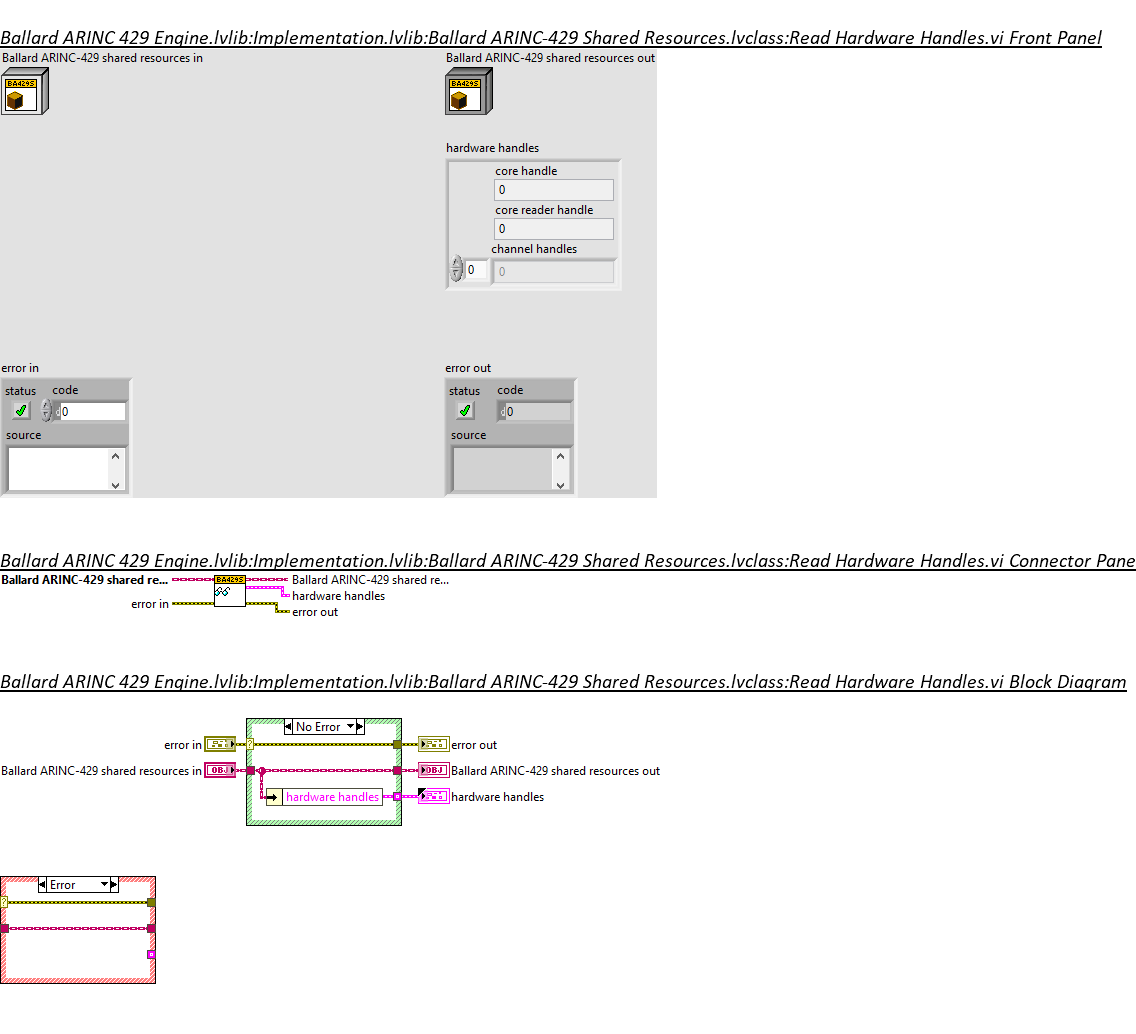 Ballard ARINC 429 Engine.lvlib:Implementation.lvlib:Ballard ARINC-429 Shared Resources.lvclass:Read Hardware Handles.vi Front Panel
Ballard ARINC-429 shared resources in
Ballard ARINC-429 shared resources out
BA429S
BA429S
hardware handles
core handle
0
core reader handle
0
channel handles
0
0
error in
error out
status
code
status
code
d
0
d
0
source
source
Ballard ARINC 429 Engine.lvlib:Implementation.lvlib:Ballard ARINC-429 Shared Resources.lvclass:Read Hardware Handles.vi Connector Pane
Ballard ARINC-429 shared re...
BA429S
Ballard ARINC-429 shared re...
hardware handles
error in
error out
Ballard ARINC 429 Engine.lvlib:Implementation.lvlib:Ballard ARINC-429 Shared Resources.lvclass:Read Hardware Handles.vi Block Diagram
No Error
error in
?
error out
Ballard ARINC-429 shared resources in
OBJ
OBJ
Ballard ARINC-429 shared resources out
hardware handles
hardware handles
Error
?